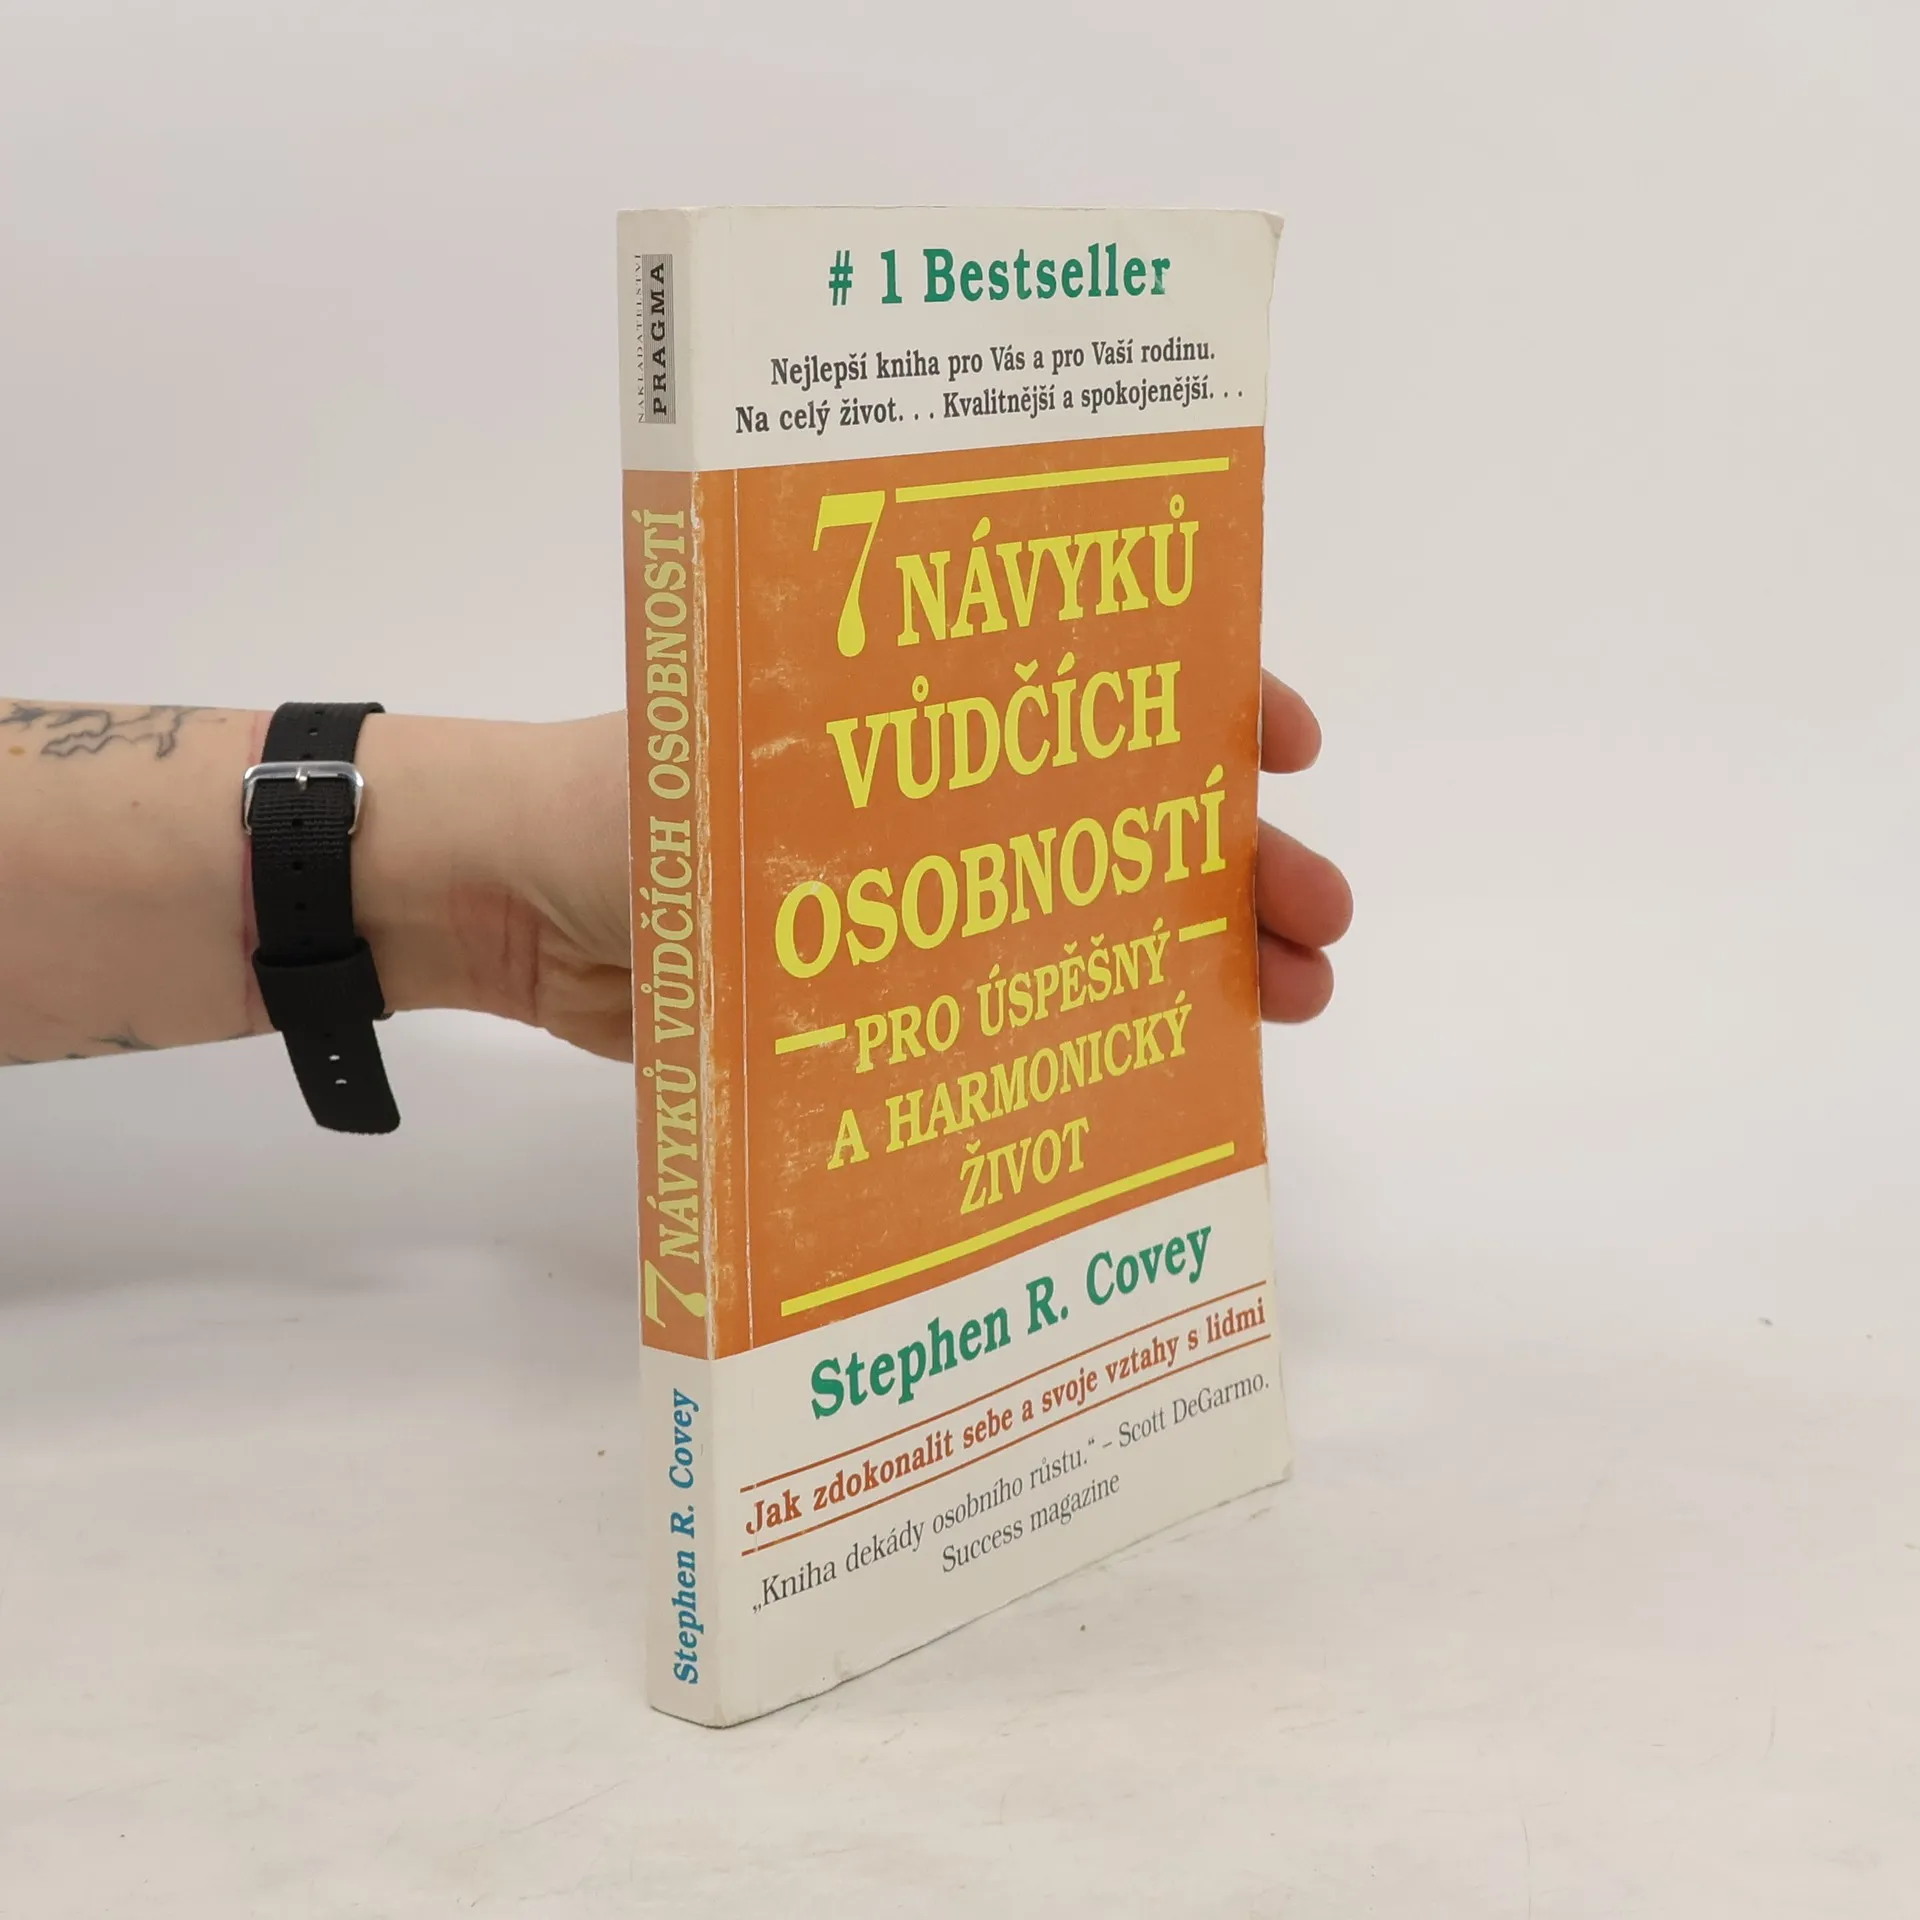 NAKLADATELSTVÍ
PRAGMA
7 NÁVYKŮ VŮDČÍCH OSOBNOSTÍ
Stephen R. Covey
# 1 Bestseller
Nejlepší kniha pro Vás a pro Vaší rodinu.
Na celý život. . . Kvalitnější a spokojenější. . .
7 NÁVYKŮ
VŮDČÍCH
OSOBNOSTÍ
PRO ÚSPĚŠNÝ
A HARMONICKÝ
ŽIVOT
Stephen R. Covey
Jak zdokonalit sebe a svoje vztahy s lidmi
„Kniha dekády osobního růstu.“ – Scott DeGarmo.
Success magazine